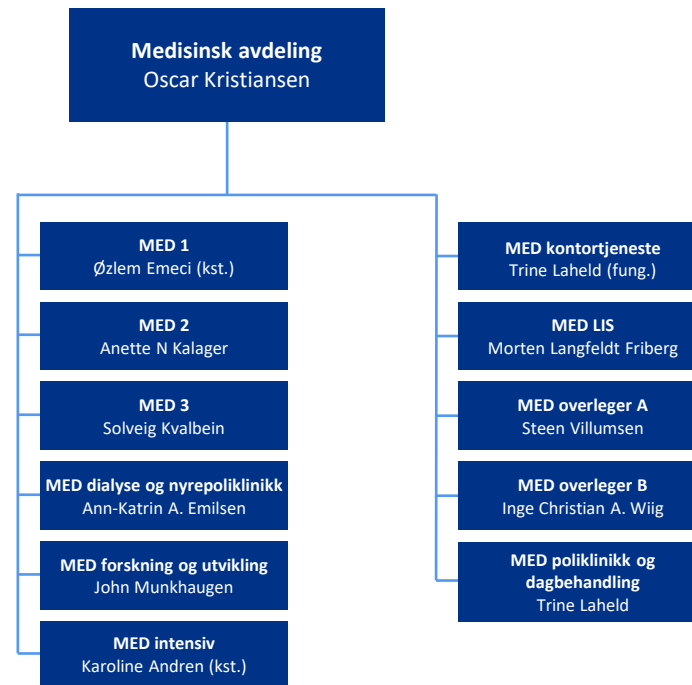 Medisinsk avdeling
Oscar Kristiansen
MED 1
Øzlem Emeci (kst.)
MED 2
Anette N Kalager
MED 3
Solveig Kvalbein
MED dialyse og nyrepoliklinikk
Ann-Katrin A. Emilsen
MED forskning og utvikling
John Munkhaugen
MED intensiv
Karoline Andren (kst.)
MED kontortjeneste
Trine Laheld (fung.)
MED LIS
Morten Langfeldt Friberg
MED overleger A
Steen Villumsen
MED overleger B
Inge Christian A. Wiig
MED poliklinikk og
dagbehandling
Trine Laheld